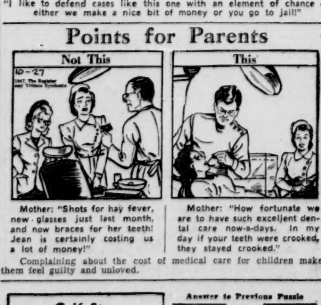 "I like to defend cases like this one with an element of chance
either we make a nice bit of money or you go to jail!"
Points for Parents
Not This
This
10-27
The Register
and Tribune Syndicate
Mother: "Shots for hay fever,
new glasses just last month,
and now braces for her teeth!
Jean is certainly costing us
a lot of money!"
Mother: "How fortunate we
are to have such excellent den-
tal care now-a-days. In my
day if your teeth were crooked,
they stayed crooked."
Complaining about the cost of medical care for children make
them feel guilty and unloved.
Answer to Previous Puzzle